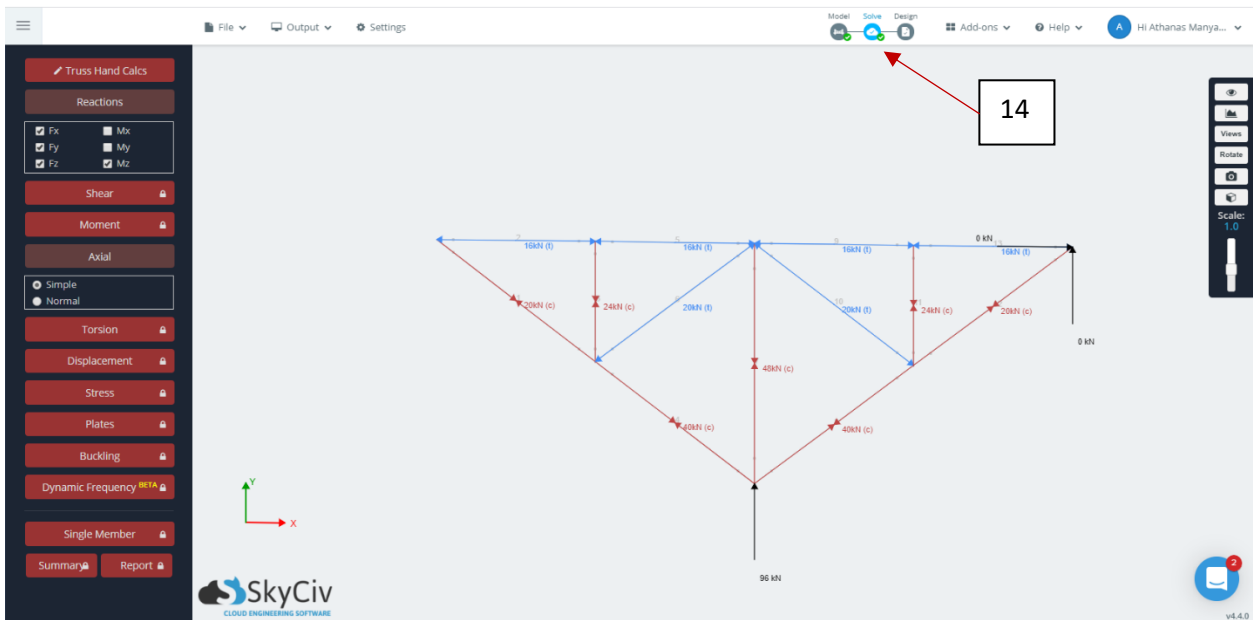 Model Solve Design
File Output Settings Add-ons Help A Hi Athanas Manya...
Truss Hand Calcs
Reactions
Fx Mx
Fy My
Fz Mz
Shear
Moment
Axial
Simple
Normal
Torsion
Displacement
Stress
Plates
Buckling
Dynamic Frequency BETA
Single Member
Summary Report
14
Views
Rotate
Scale:
1.0
0 kN
16kN (t) 16kN (t) 16kN (t) 16kN (t)
20kN (c) 24kN (c) 20kN (t) 20kN (t) 24kN (c) 20kN (c)
0 kN
48kN (c)
40kN (c) 40kN (c)
Y
X
96 kN
SkyCiv
CLOUD ENGINEERING SOFTWARE
2
v4.4.0